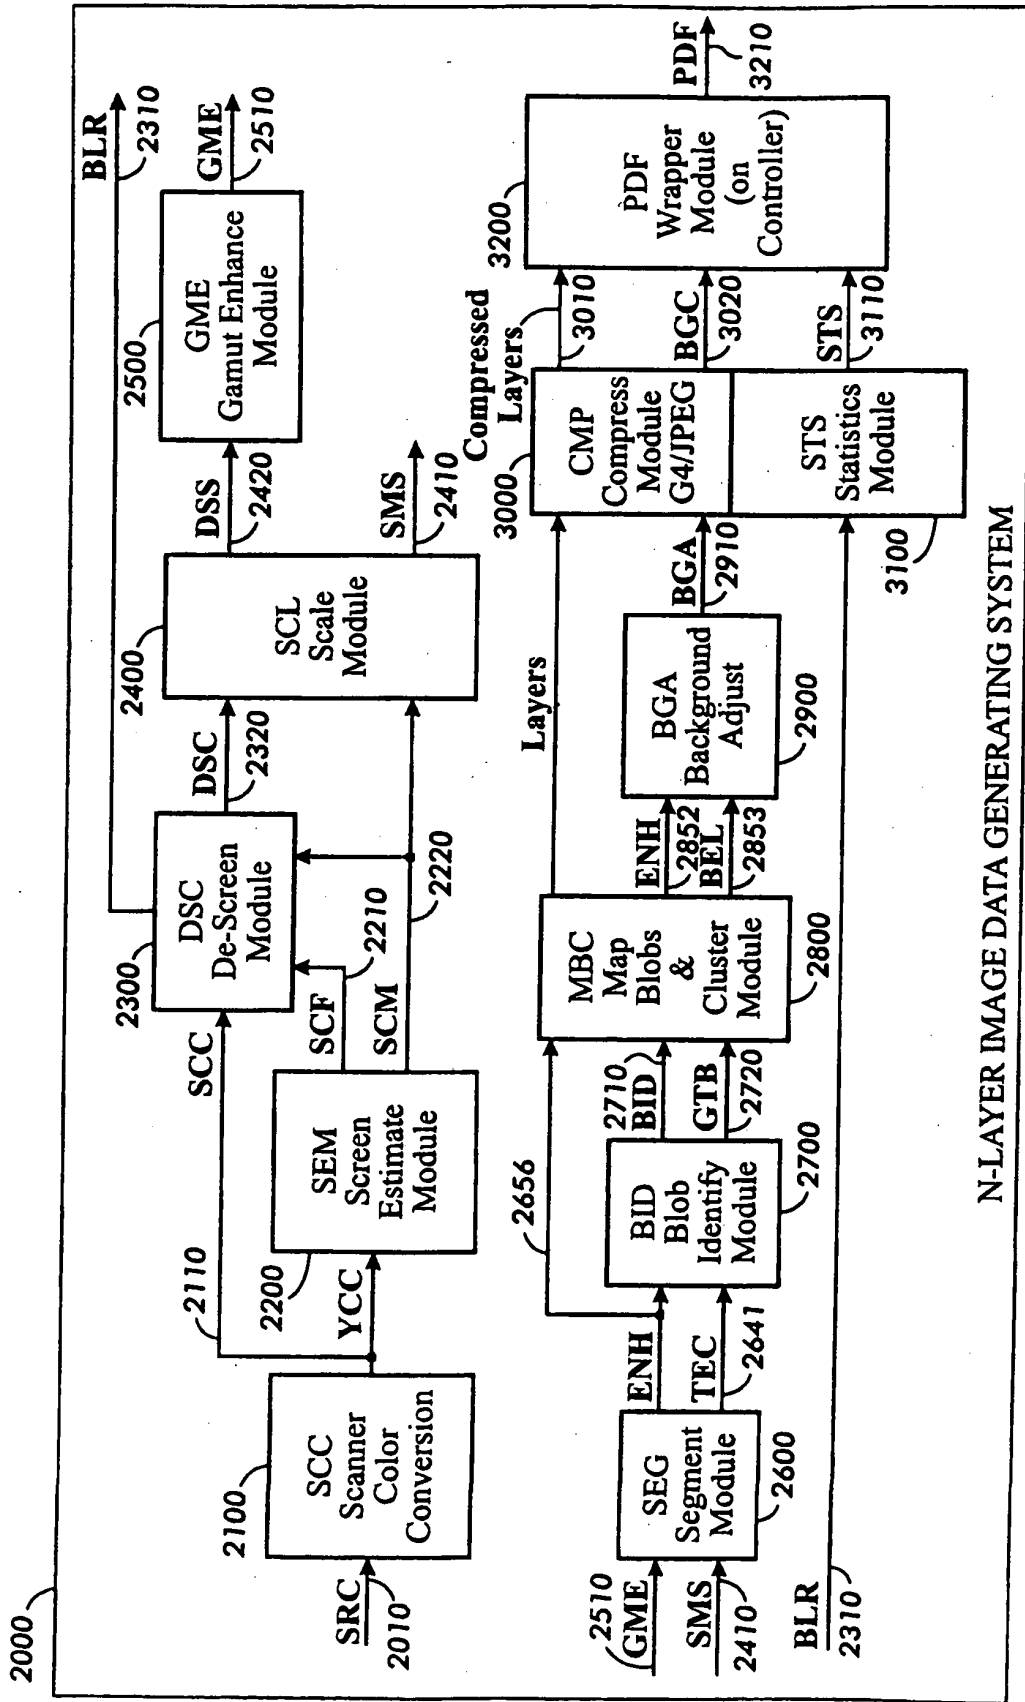 2000
SRC
2010
2100
SCC
Scanner
Color
Conversion
2110
YCC
2200
SEM
Screen
Estimate
Module
SCC
SCF
2210
SCM
2220
2300
DSC
De-Screen
Module
DSC
2320
2400
SCL
Scale
Module
DSS
2420
SMS
2410
2500
GME
Gamut Enhance
Module
BLR
2310
GME
2510
2510
GME
SMS
2410
BLR
2310
SEG
Segment
Module
2600
ENH
TEC
2641
2656
BID
Blob
Identify
Module
2700
2710
BID
GTB
2720
MBC
Map
Blobs
&
Cluster
Module
2800
Layers
ENH
2852
BEL
2853
BGA
Background
Adjust
2900
BGA
2910
3000
CMP
Compress
Module
G4/JPEG
STS
Statistics
Module
3100
Compressed
Layers
3010
BGC
3020
STS
3110
3200
PDF
Wrapper
Module
(on
Controller)
PDF
3210
N-LAYER IMAGE DATA GENERATING SYSTEM